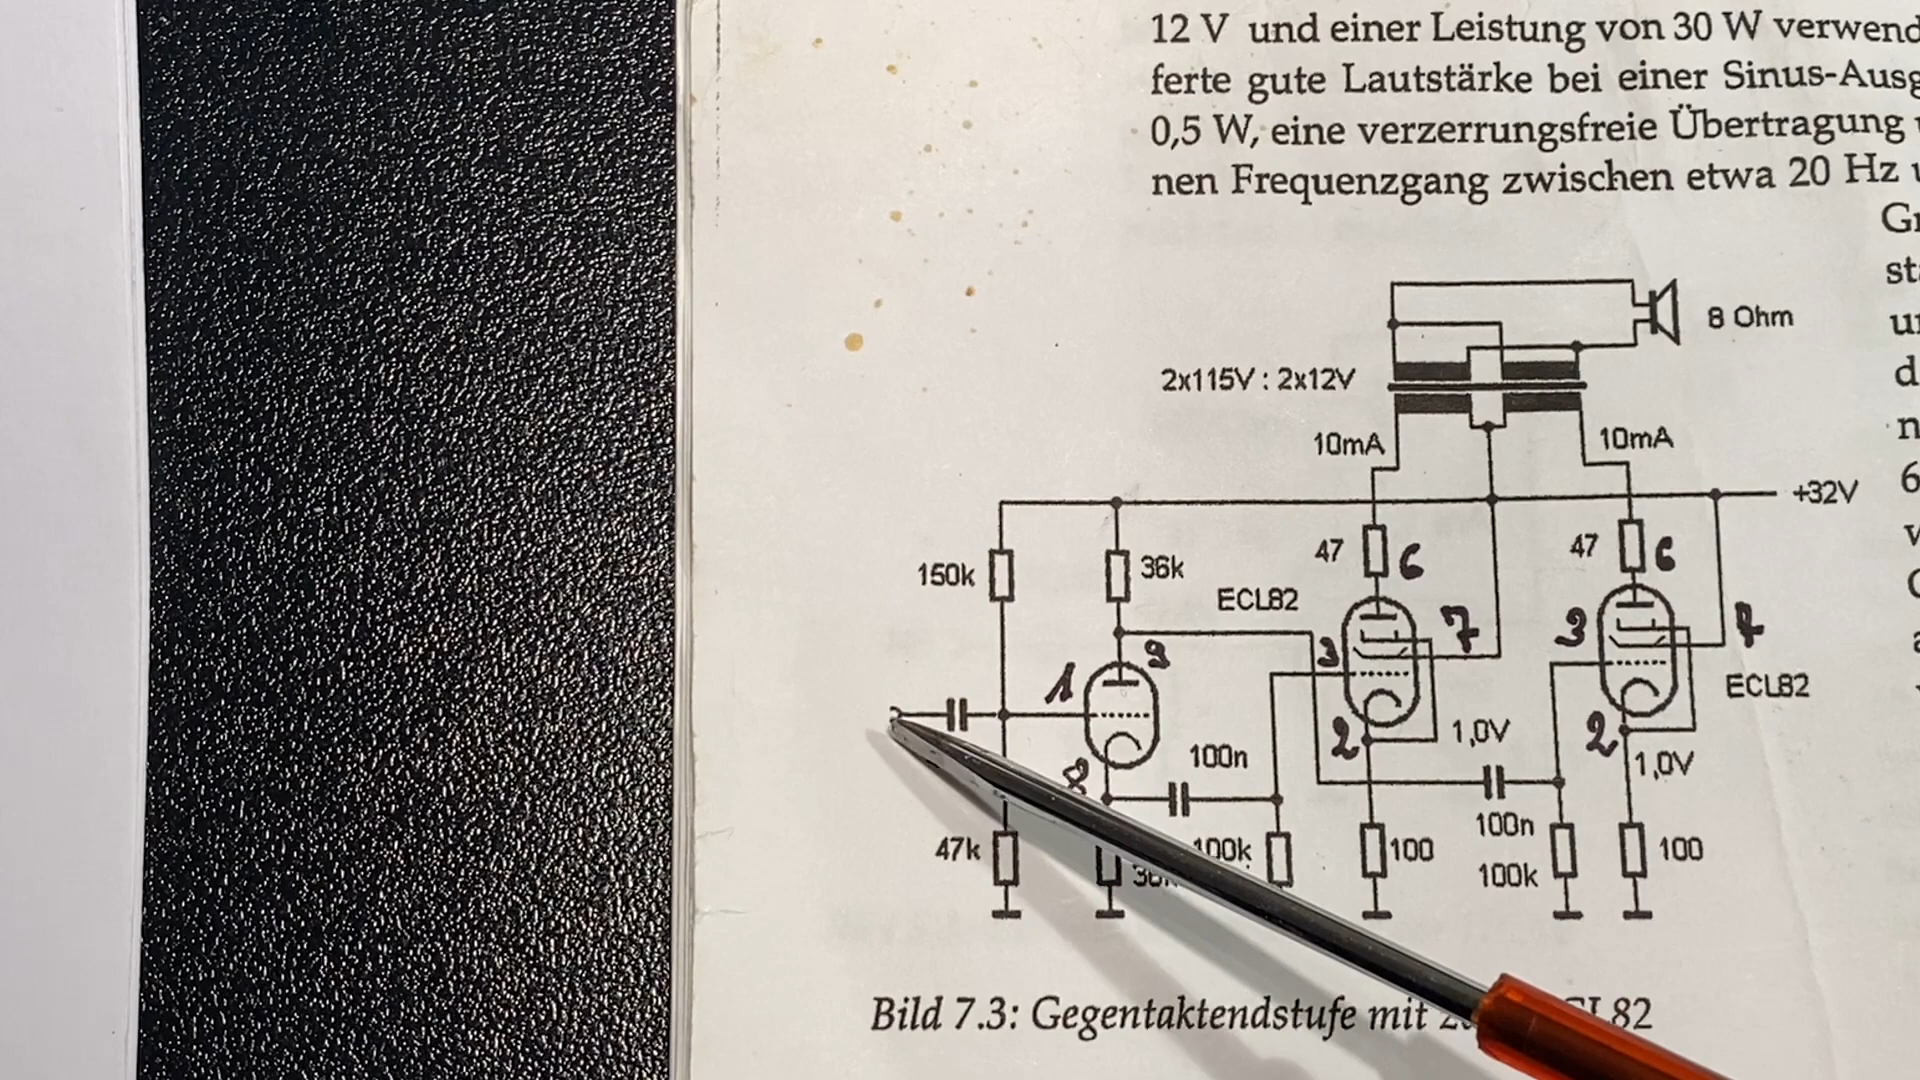 12 V und einer Leistung von 30 W
ferte gute Lautstärke bei einer
0,5 W, eine verzerrungsfreie Übertragung
nen Frequenzgang zwischen etwa 20 Hz
8 Ohm
2x115V : 2x12V
10mA
10mA
+32V
150k
36k
47
6
47
6
ECL82
1
9
3
7
3
7
ECL82
8
100n
2
1,0V
2
1,0V
47k
100k
100
100n
100k
100
Bild 7.3: Gegentaktendstufe mit